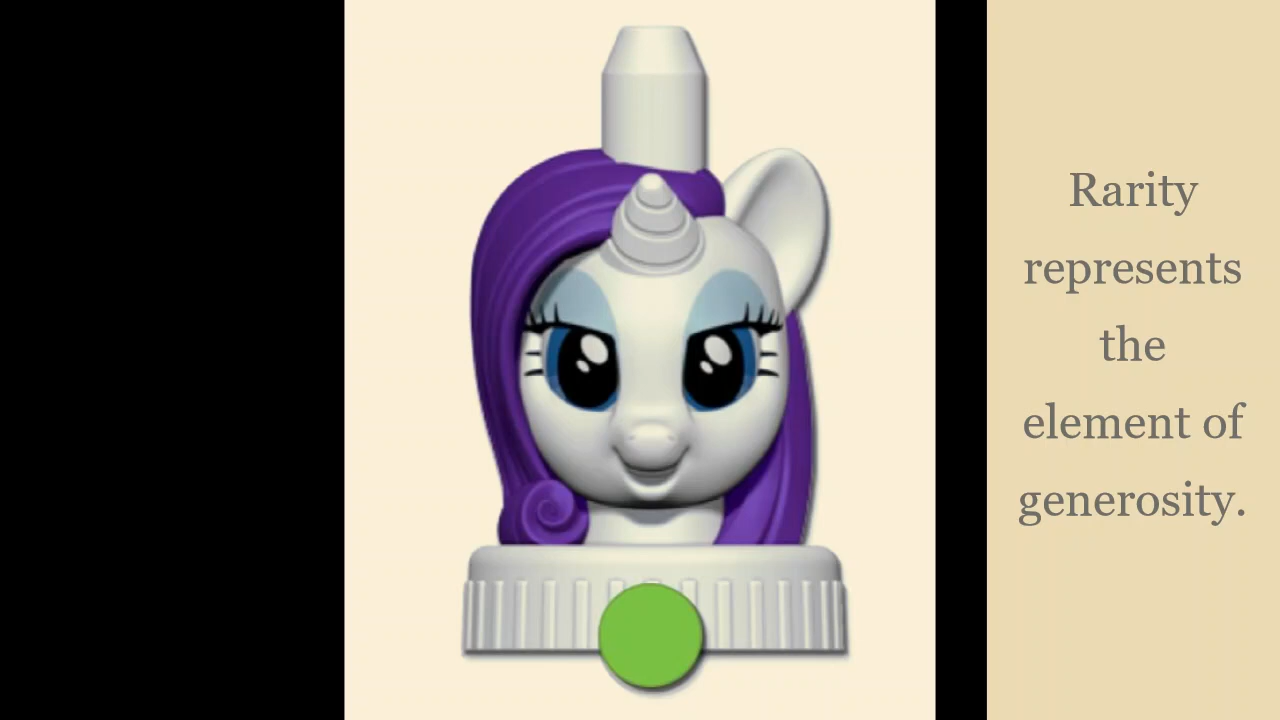 Rarity
represents
the
element of
generosity.